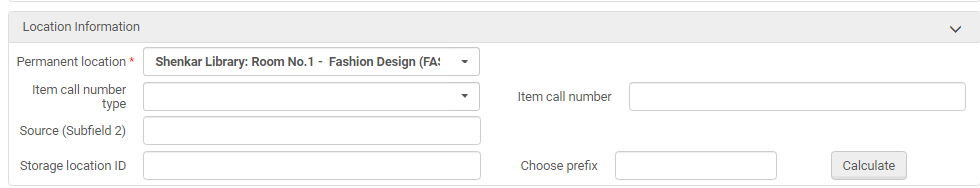 Location Information
Permanent location * Shenkar Library: Room No.1 - Fashion Design (FAS
Item call number type
Item call number
Source (Subfield 2)
Storage location ID
Choose prefix
Calculate